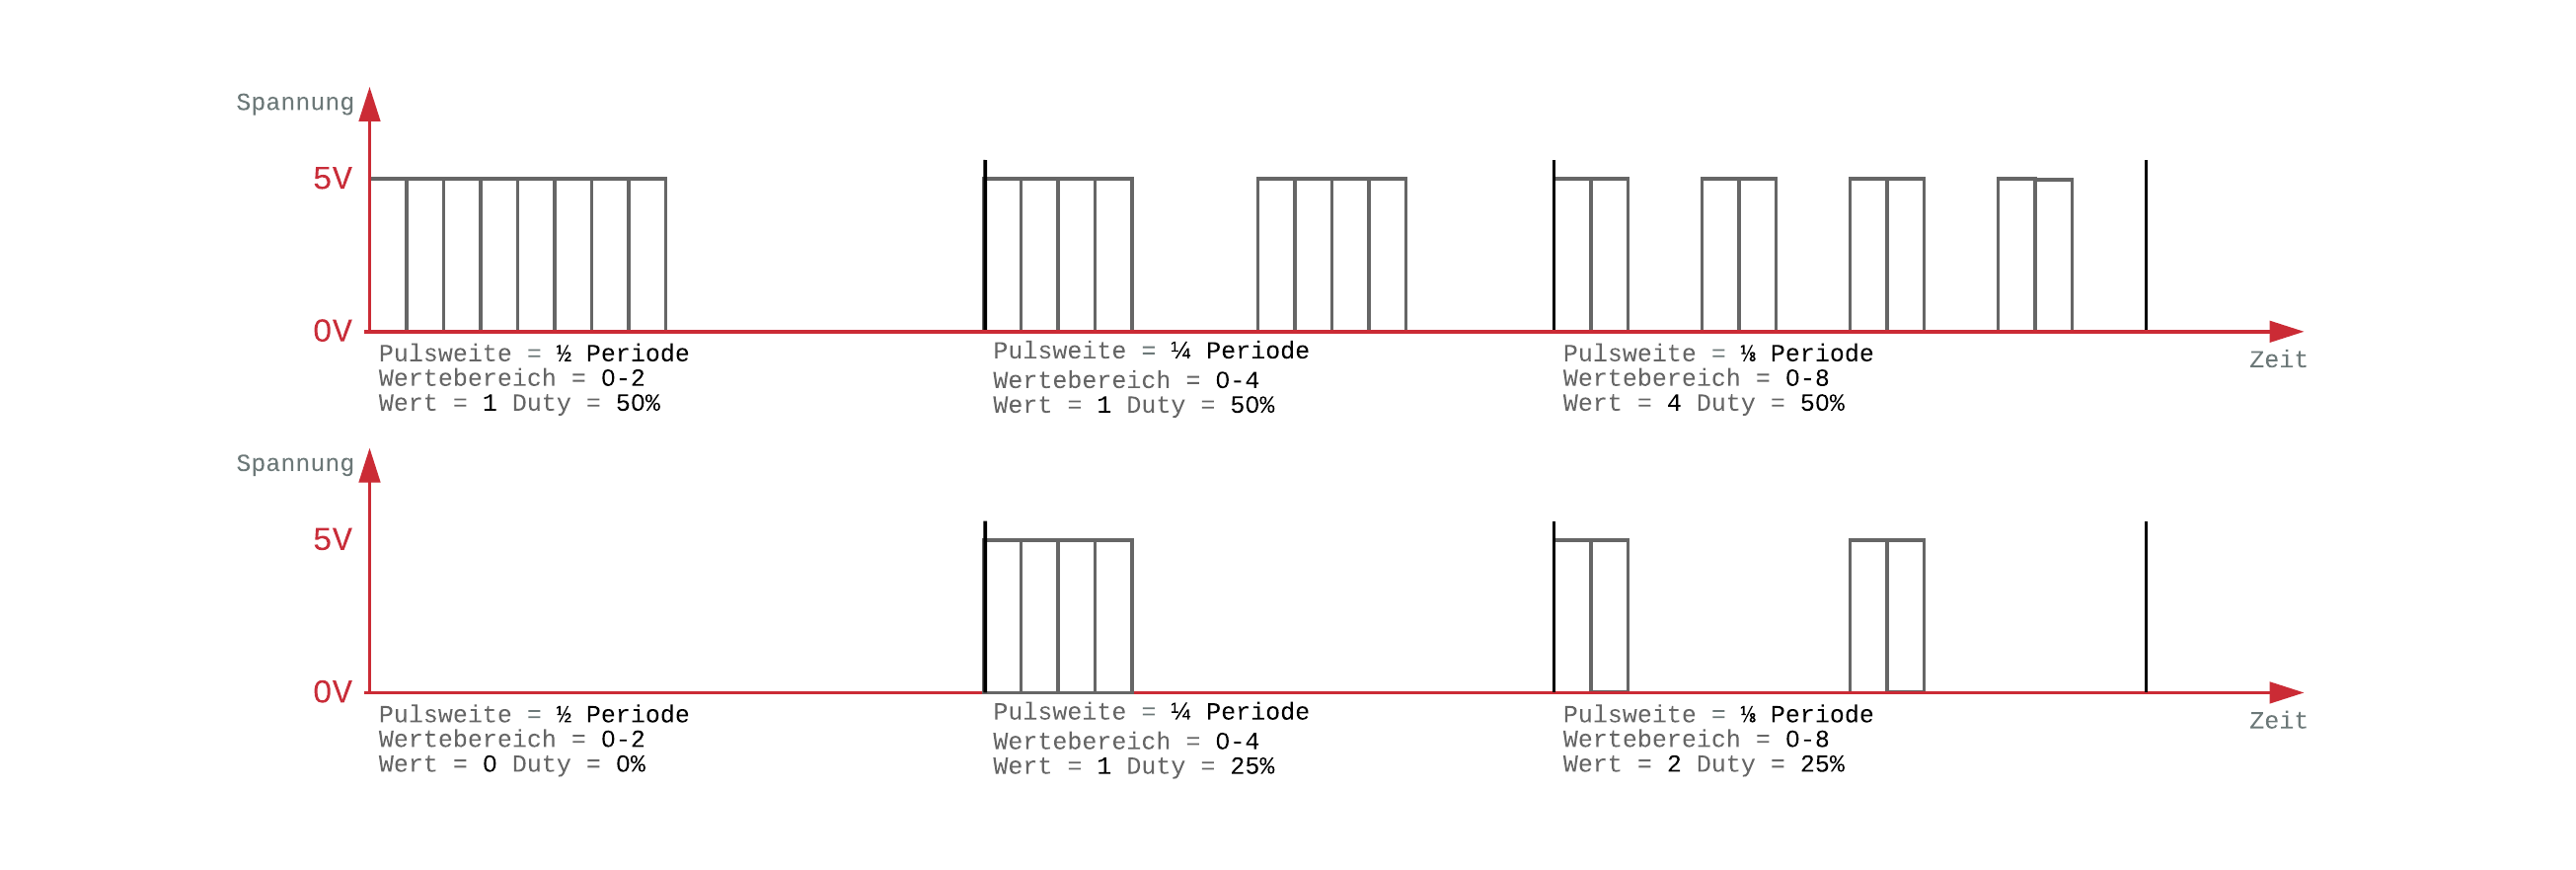 Spannung
5V
0V
Pulsweite = ½ Periode
Wertebereich = 0-2
Wert = 1 Duty = 50%
Pulsweite = ¼ Periode
Wertebereich = 0-4
Wert = 1 Duty = 50%
Pulsweite = ⅛ Periode
Wertebereich = 0-8
Wert = 4 Duty = 50%
Zeit
Spannung
5V
0V
Pulsweite = ½ Periode
Wertebereich = 0-2
Wert = 0 Duty = 0%
Pulsweite = ¼ Periode
Wertebereich = 0-4
Wert = 1 Duty = 25%
Pulsweite = ⅛ Periode
Wertebereich = 0-8
Wert = 2 Duty = 25%
Zeit